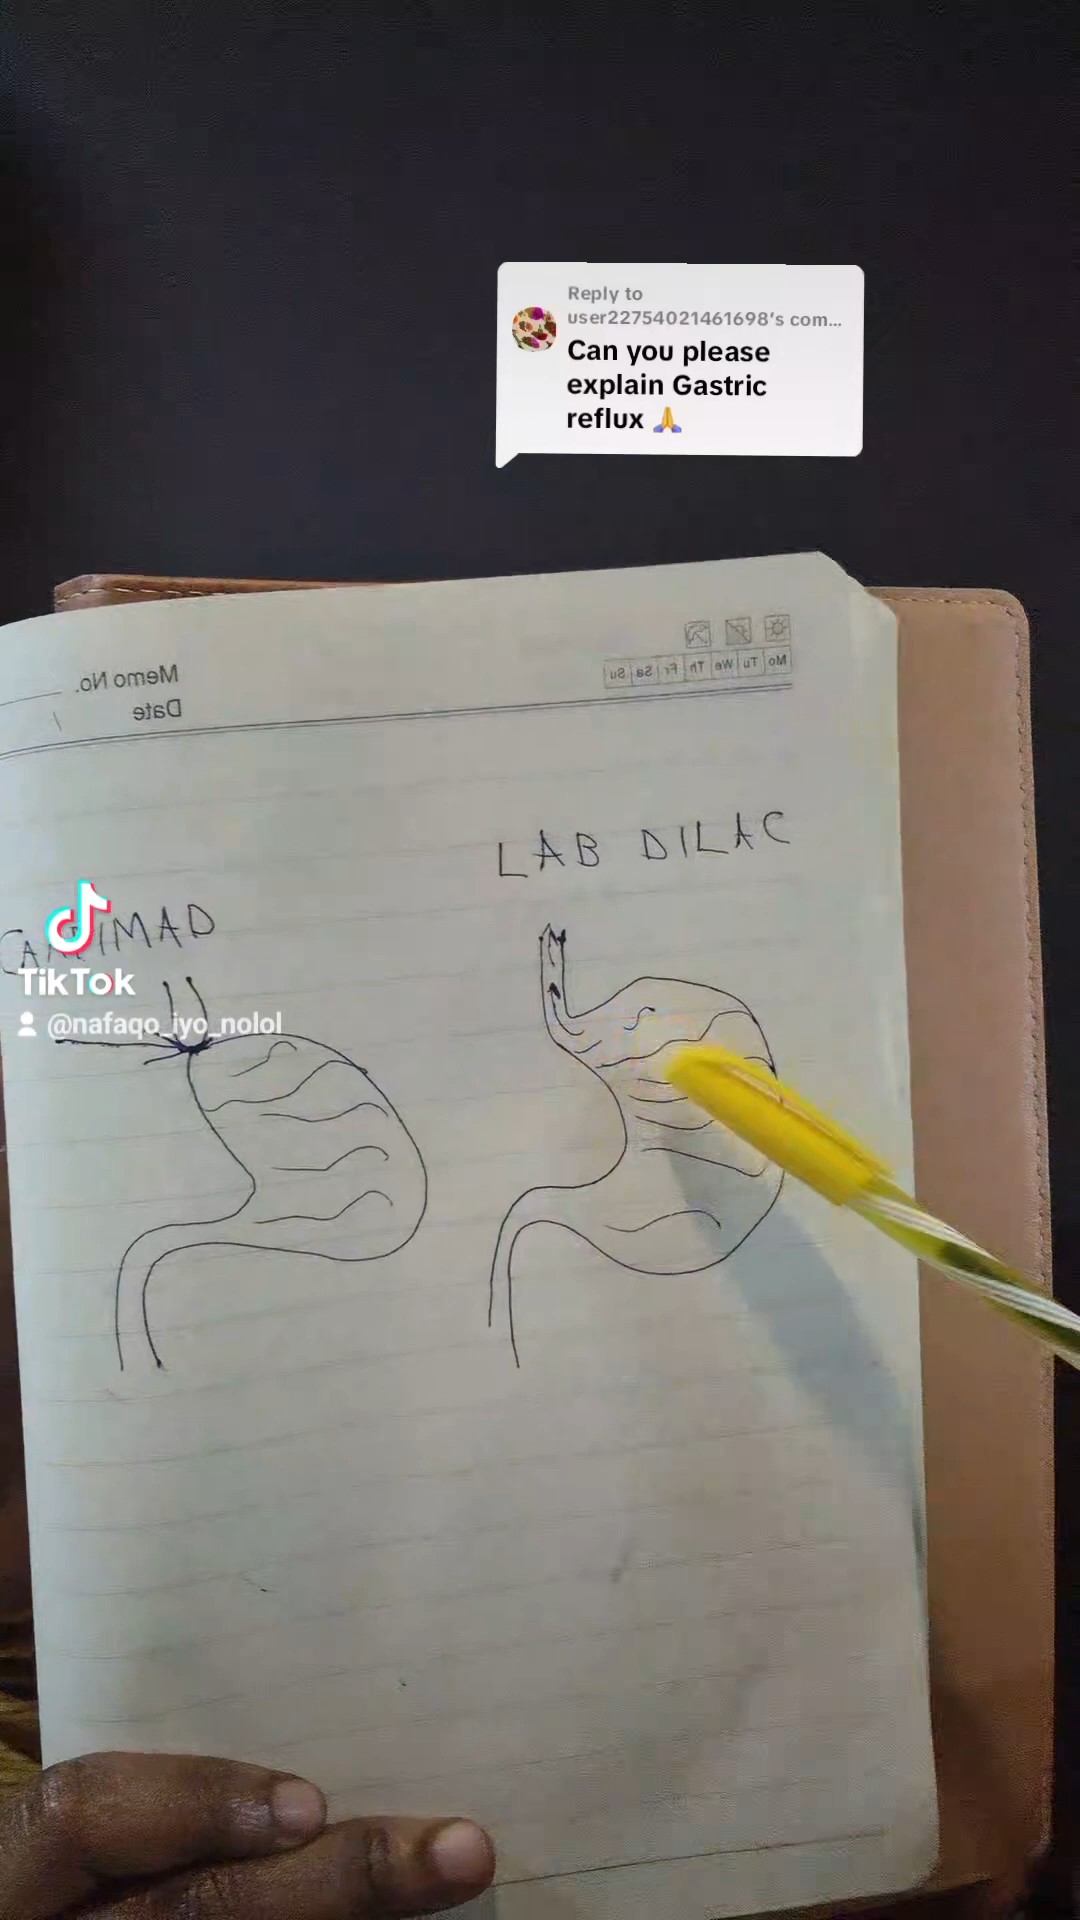 Reply to
user22754021461698's com...
Can you please
explain Gastric
reflux 🙏
Memo No.
Date
Mo Tu We Th Fr Sa Su
LAB DILAC
TikTok
@nafaqo_iyo_nolol